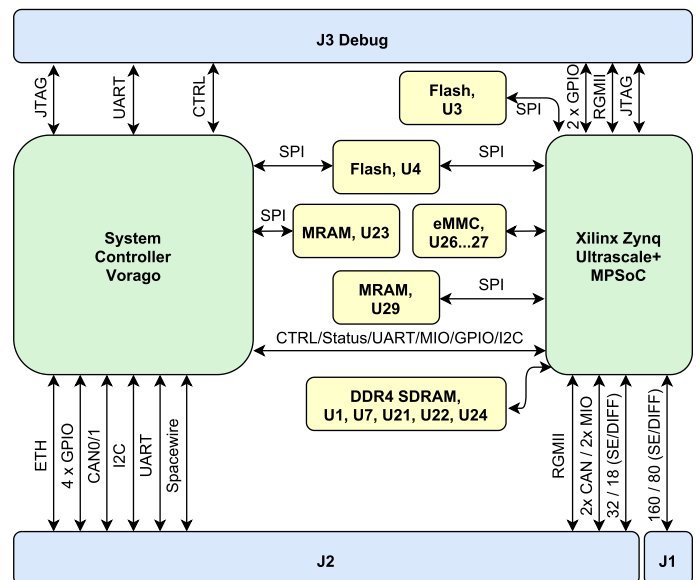 J3 Debug
JTAG
UART
CTRL
2 x GPIO
RGMII
JTAG
Flash,
U3
SPI
SPI
Flash, U4
SPI
System
Controller
Vorago
SPI
MRAM, U23
eMMC,
U26...27
Xilinx Zynq
Ultrascale+
MPSoC
MRAM,
U29
SPI
CTRL/Status/UART/MIO/GPIO/I2C
DDR4 SDRAM,
U1, U7, U21, U22, U24
ETH
4 x GPIO
CAN0/1
I2C
UART
Spacewire
RGMII
2x CAN / 2x MIO
32 / 18 (SE/DIFF)
160 / 80 (SE/DIFF)
J2
J1